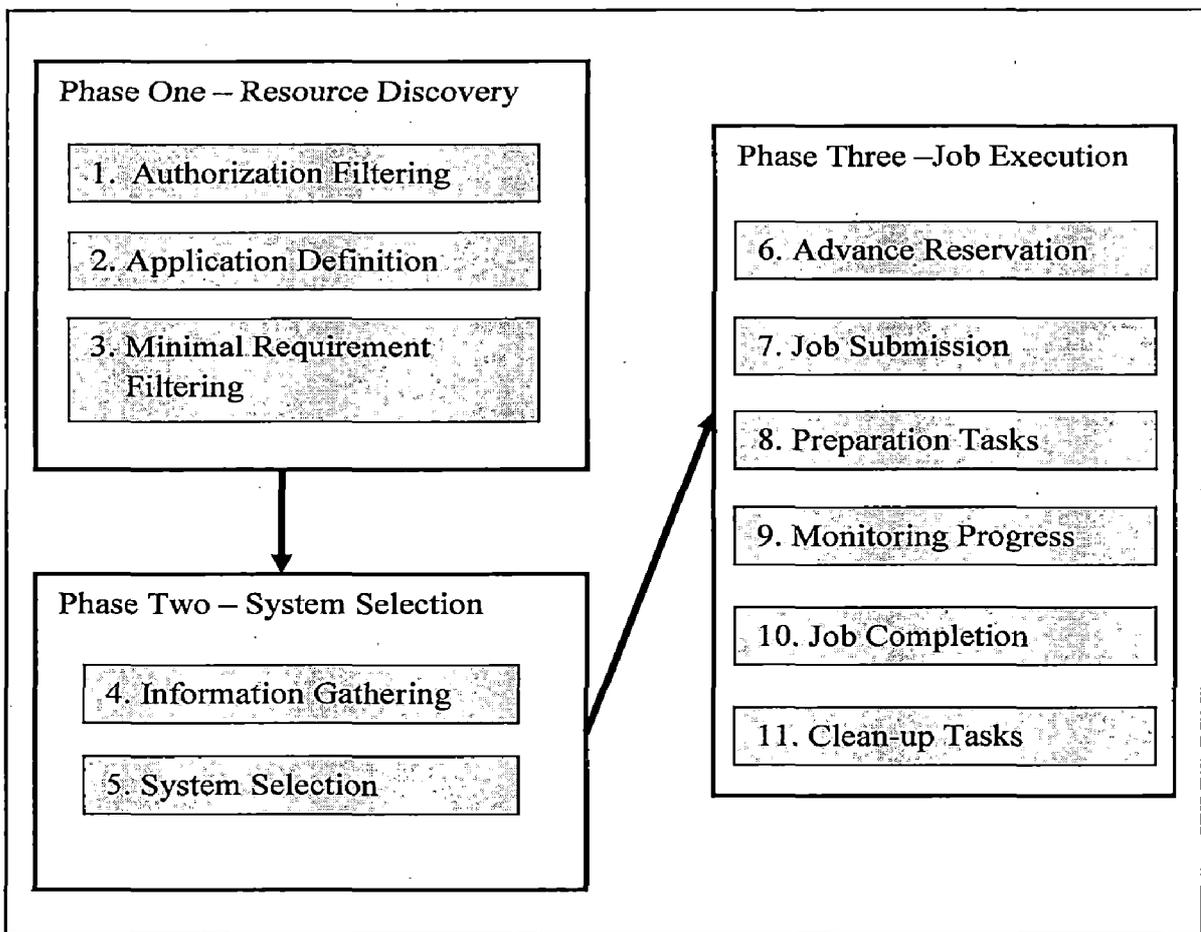 Phase One – Resource Discovery
1. Authorization Filtering
2. Application Definition
3. Minimal Requirement
Filtering
Phase Two – System Selection
4. Information Gathering
5. System Selection
Phase Three –Job Execution
6. Advance Reservation
7. Job Submission
8. Preparation Tasks
9. Monitoring Progress
10. Job Completion
11. Clean-up Tasks